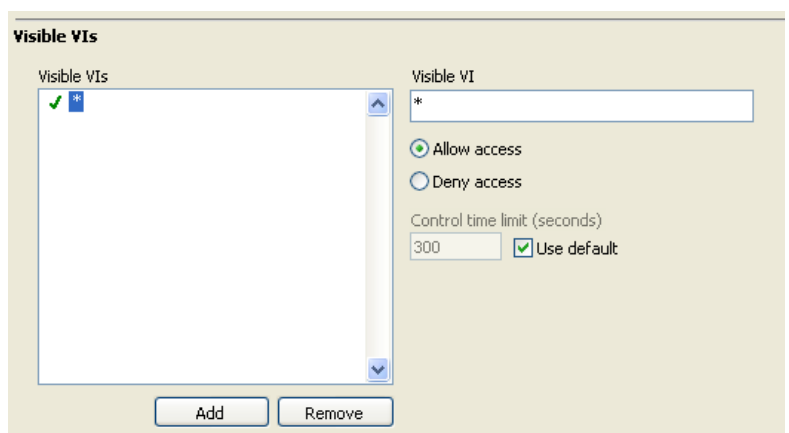 Visible VIs
Visible VIs
*
Visible VI
*
Allow access
Deny access
Control time limit (seconds)
300
Use default
Add
Remove